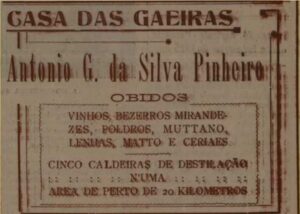 CASA DAS GAEIRAS
Antonio G. da Silva Pinheiro
OBIDOS
VINHOS, BEZERROS MIRANDE-
ZES, POLDROS, MUTTANO,
LENHAS, MATTO E CERIAES
CINCO CALDEIRAS DE DESTILAÇÃO
N'UMA
AREA DE PERTO DE 20 KILOMETROS